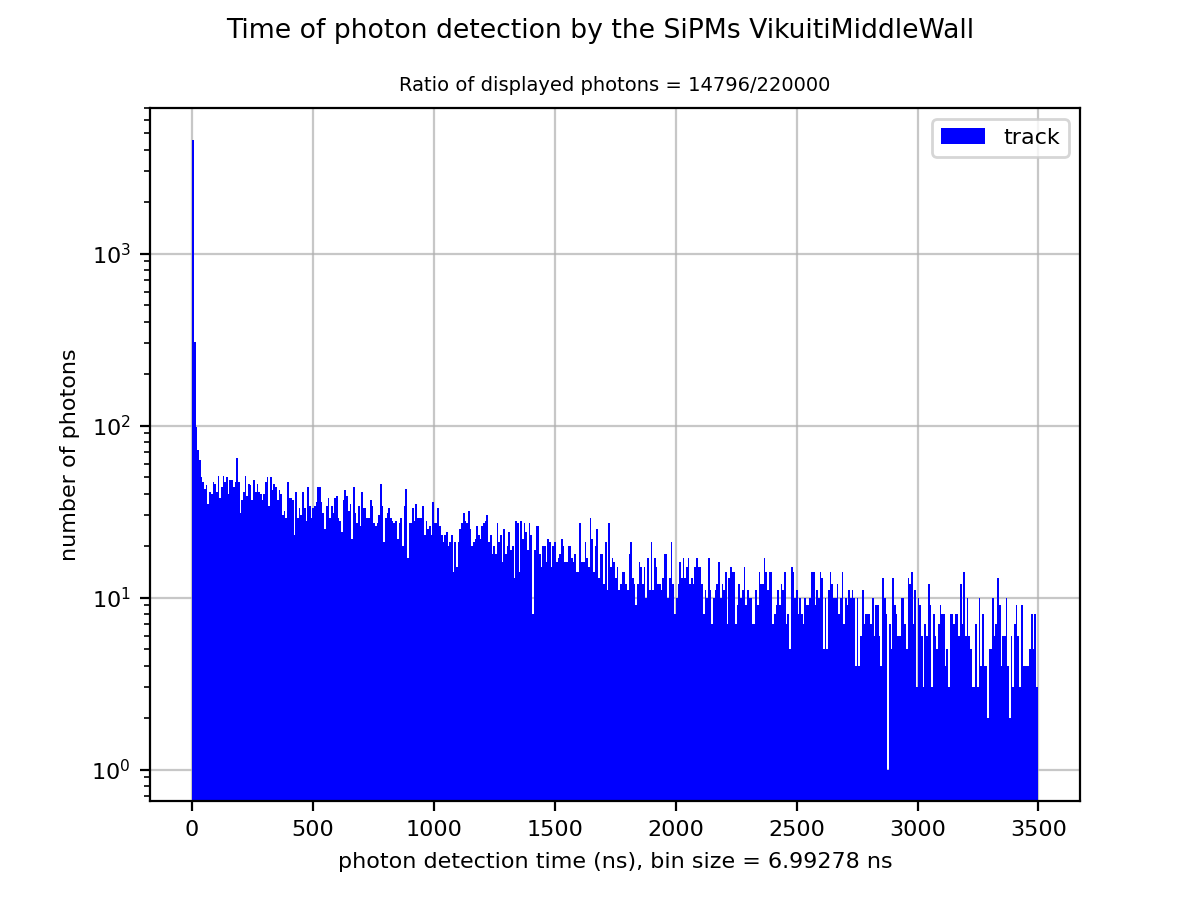 Time of photon detection by the SiPMs VikuitiMiddleWall
Ratio of displayed photons = 14796/220000
track
number of photons
10³
10²
10¹
10⁰
0 500 1000 1500 2000 2500 3000 3500
photon detection time (ns), bin size = 6.99278 ns